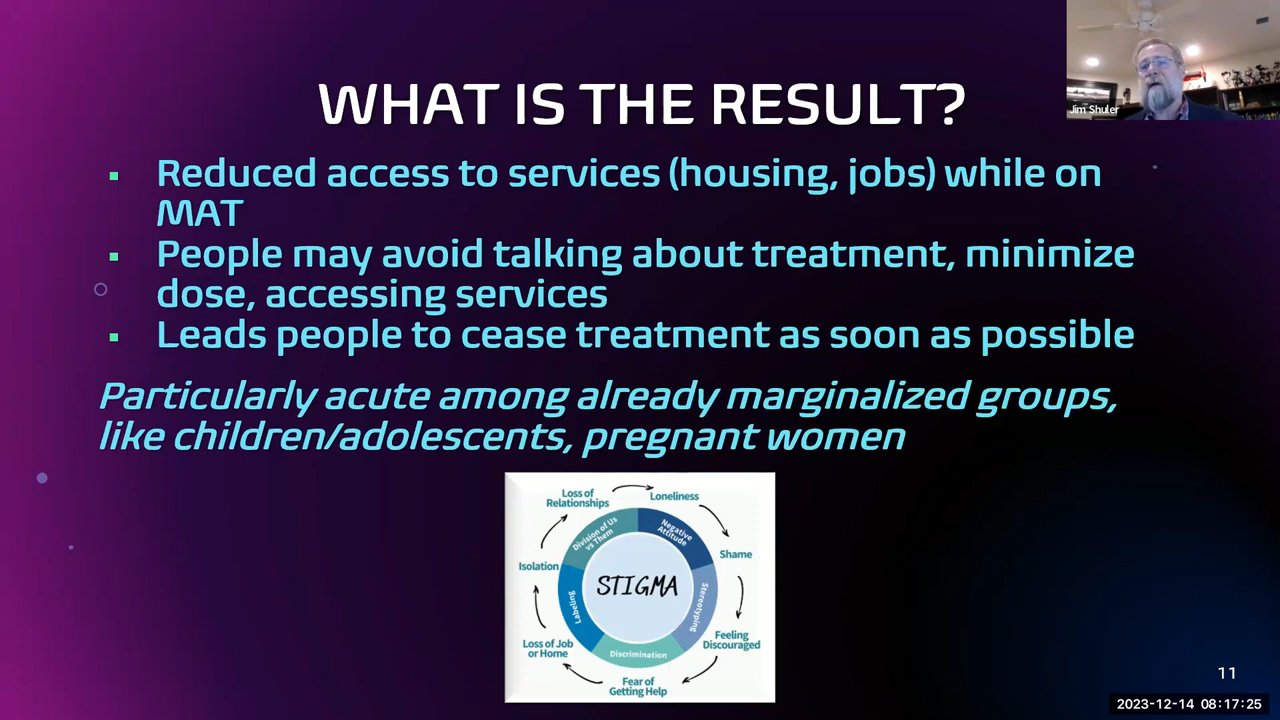 Jim Shuler
WHAT IS THE RESULT?
▪ Reduced access to services (housing, jobs) while on
MAT
▪ People may avoid talking about treatment, minimize
dose, accessing services
▪ Leads people to cease treatment as soon as possible
Particularly acute among already marginalized groups,
like children/adolescents, pregnant women
Loss of
Relationships
Loneliness
Shame
Feeling
Discouraged
Fear of
Getting Help
Loss of Job
or Home
Isolation
Division of Us
vs Them
Negative
Attitude
Stereotyping
Discrimination
Labeling
STIGMA
11
2023-12-14 08:17:25